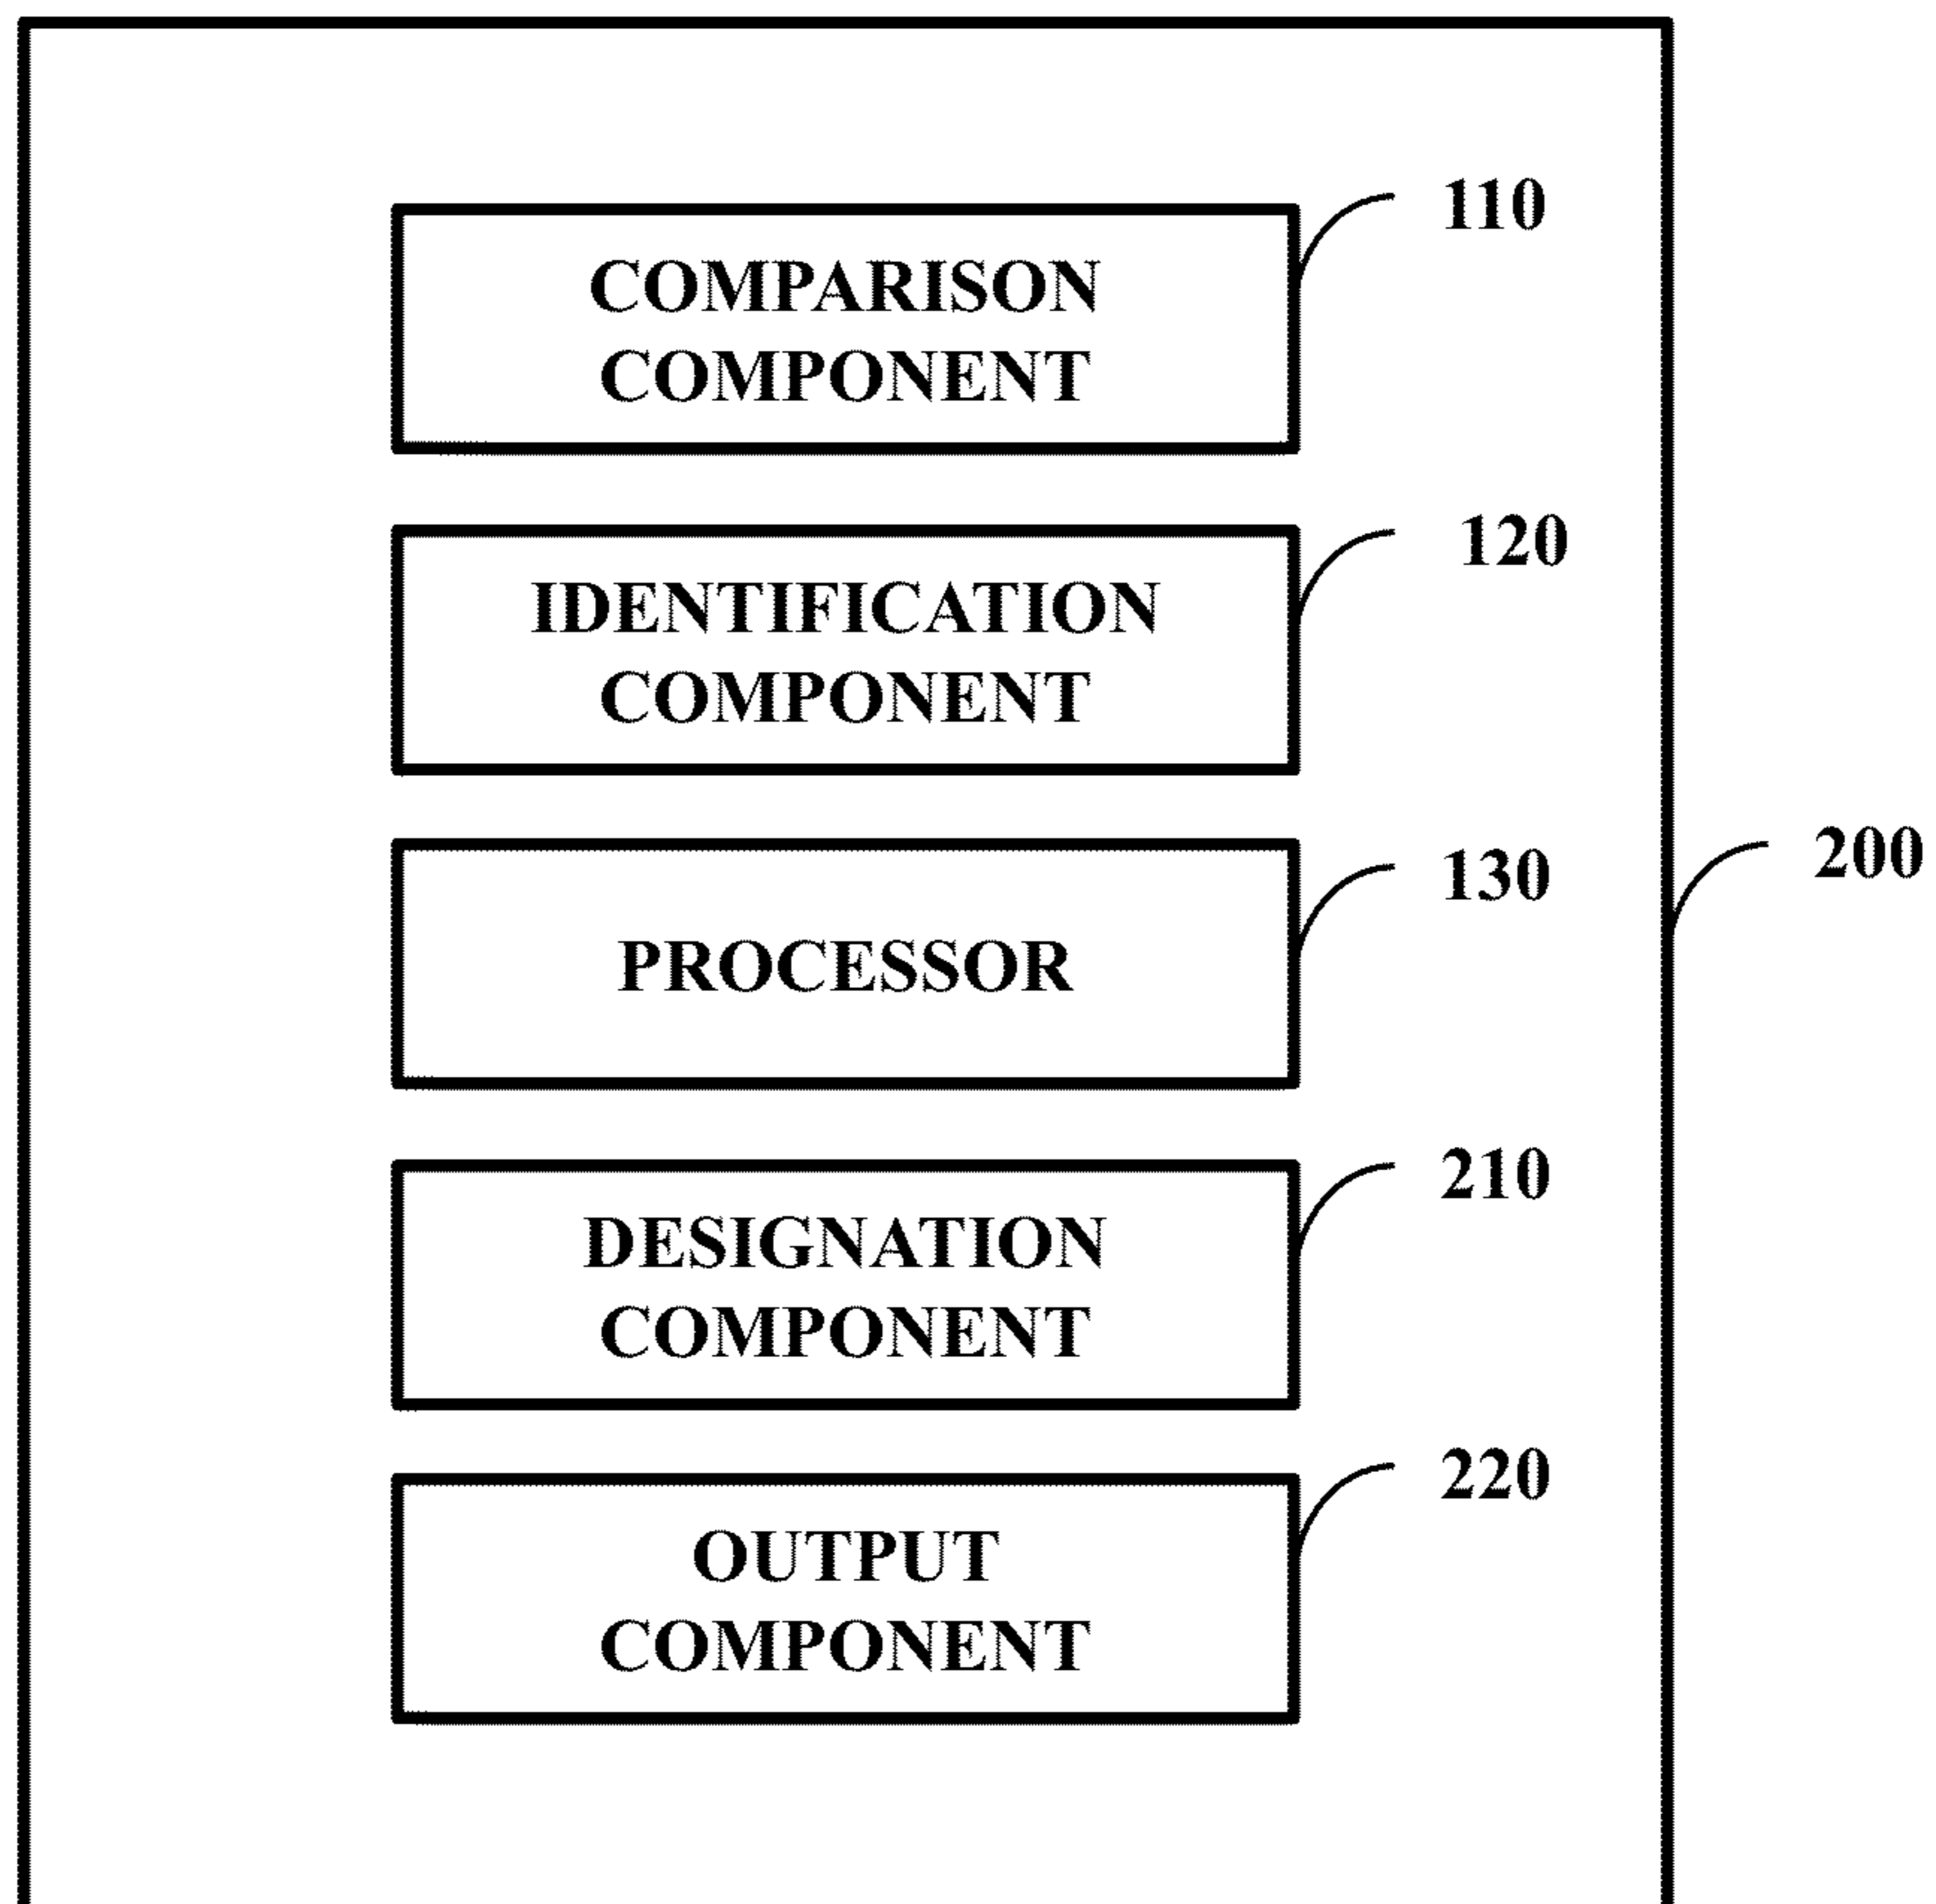 110
COMPARISON
COMPONENT
120
IDENTIFICATION
COMPONENT
130
PROCESSOR
200
210
DESIGNATION
COMPONENT
220
OUTPUT
COMPONENT